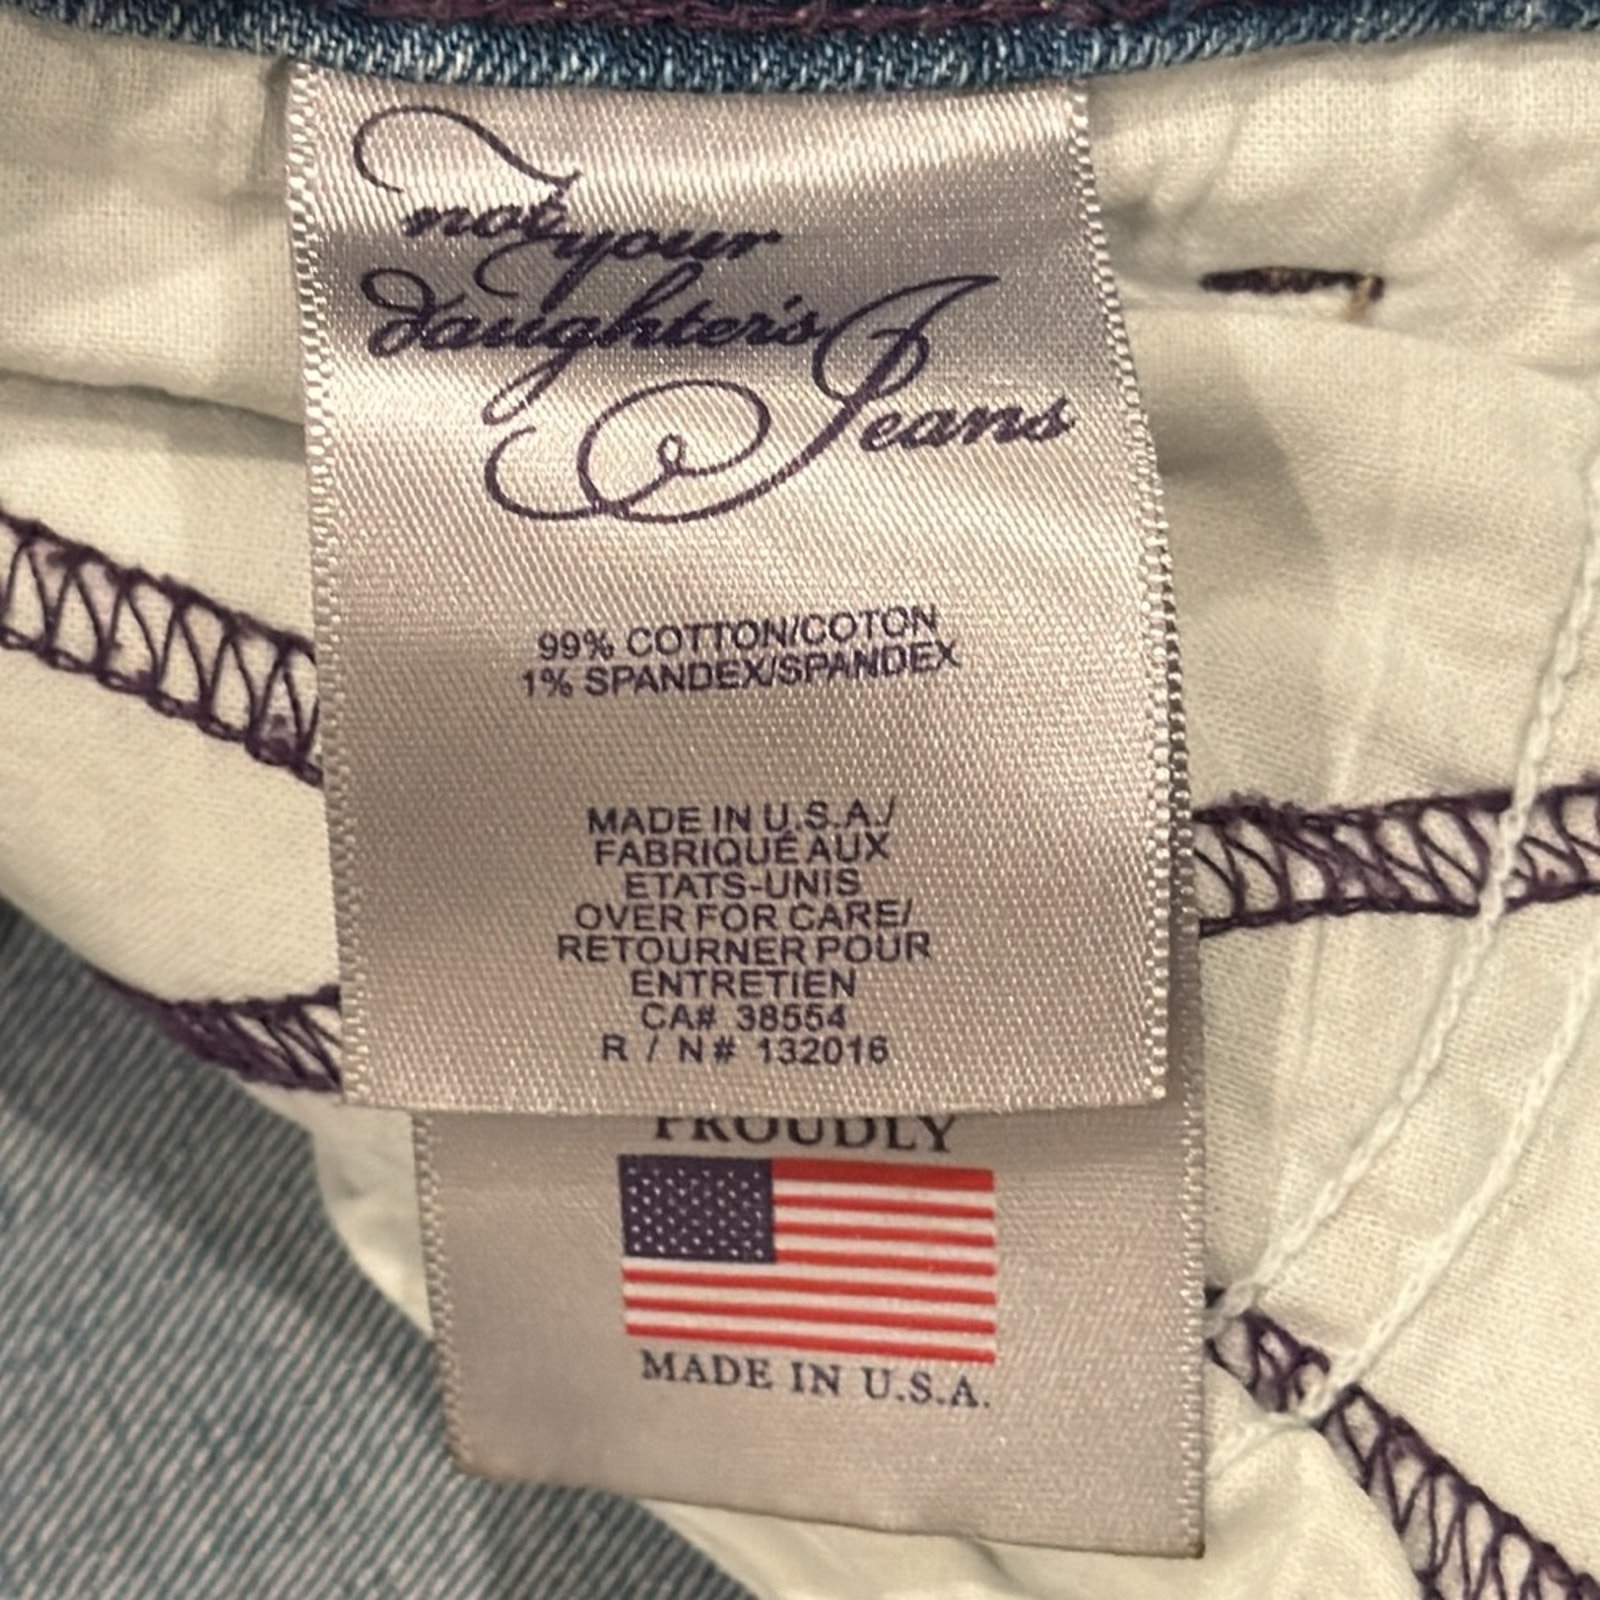 not your
daughter's Jeans
99% COTTON/COTON
1% SPANDEX/SPANDEX
MADE IN U.S.A./
FABRIQUÉ AUX
ETATS-UNIS
OVER FOR CARE/
RETOURNER POUR
ENTRETIEN
CA# 38554
R / N # 132016
PROUDLY
MADE IN U.S.A.